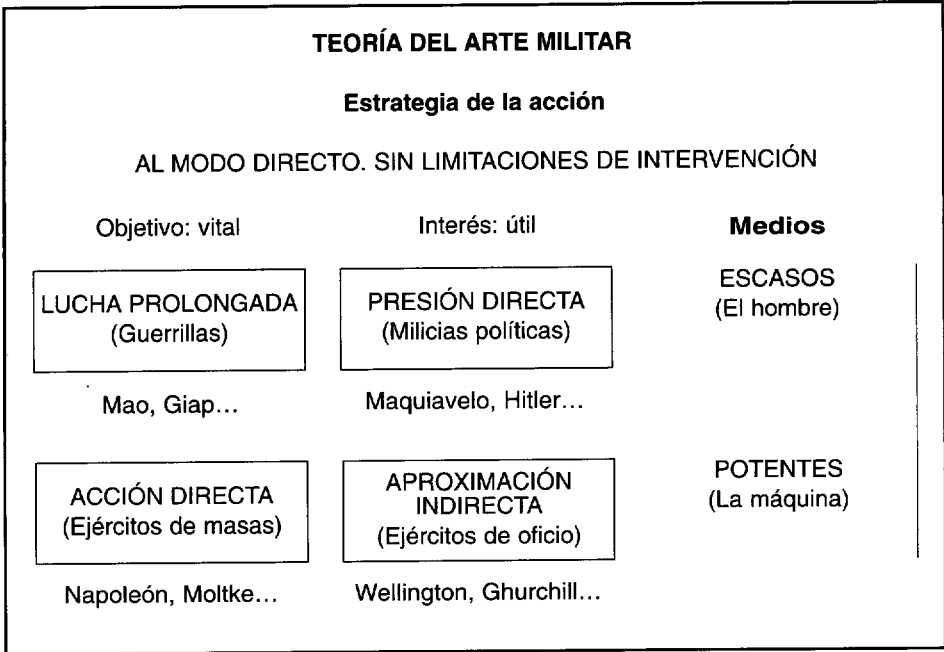 TEORÍA DEL ARTE MILITAR
Estrategia de la acción
AL MODO DIRECTO. SIN LIMITACIONES DE INTERVENCIÓN
Objetivo: vital
Interés: útil
Medios
LUCHA PROLONGADA
(Guerrillas)
PRESIÓN DIRECTA
(Milicias políticas)
ESCASOS
(El hombre)
Mao, Giap...
Maquiavelo, Hitler...
ACCIÓN DIRECTA
(Ejércitos de masas)
APROXIMACIÓN
INDIRECTA
(Ejércitos de oficio)
POTENTES
(La máquina)
Napoleón, Moltke...
Wellington, Ghurchill...